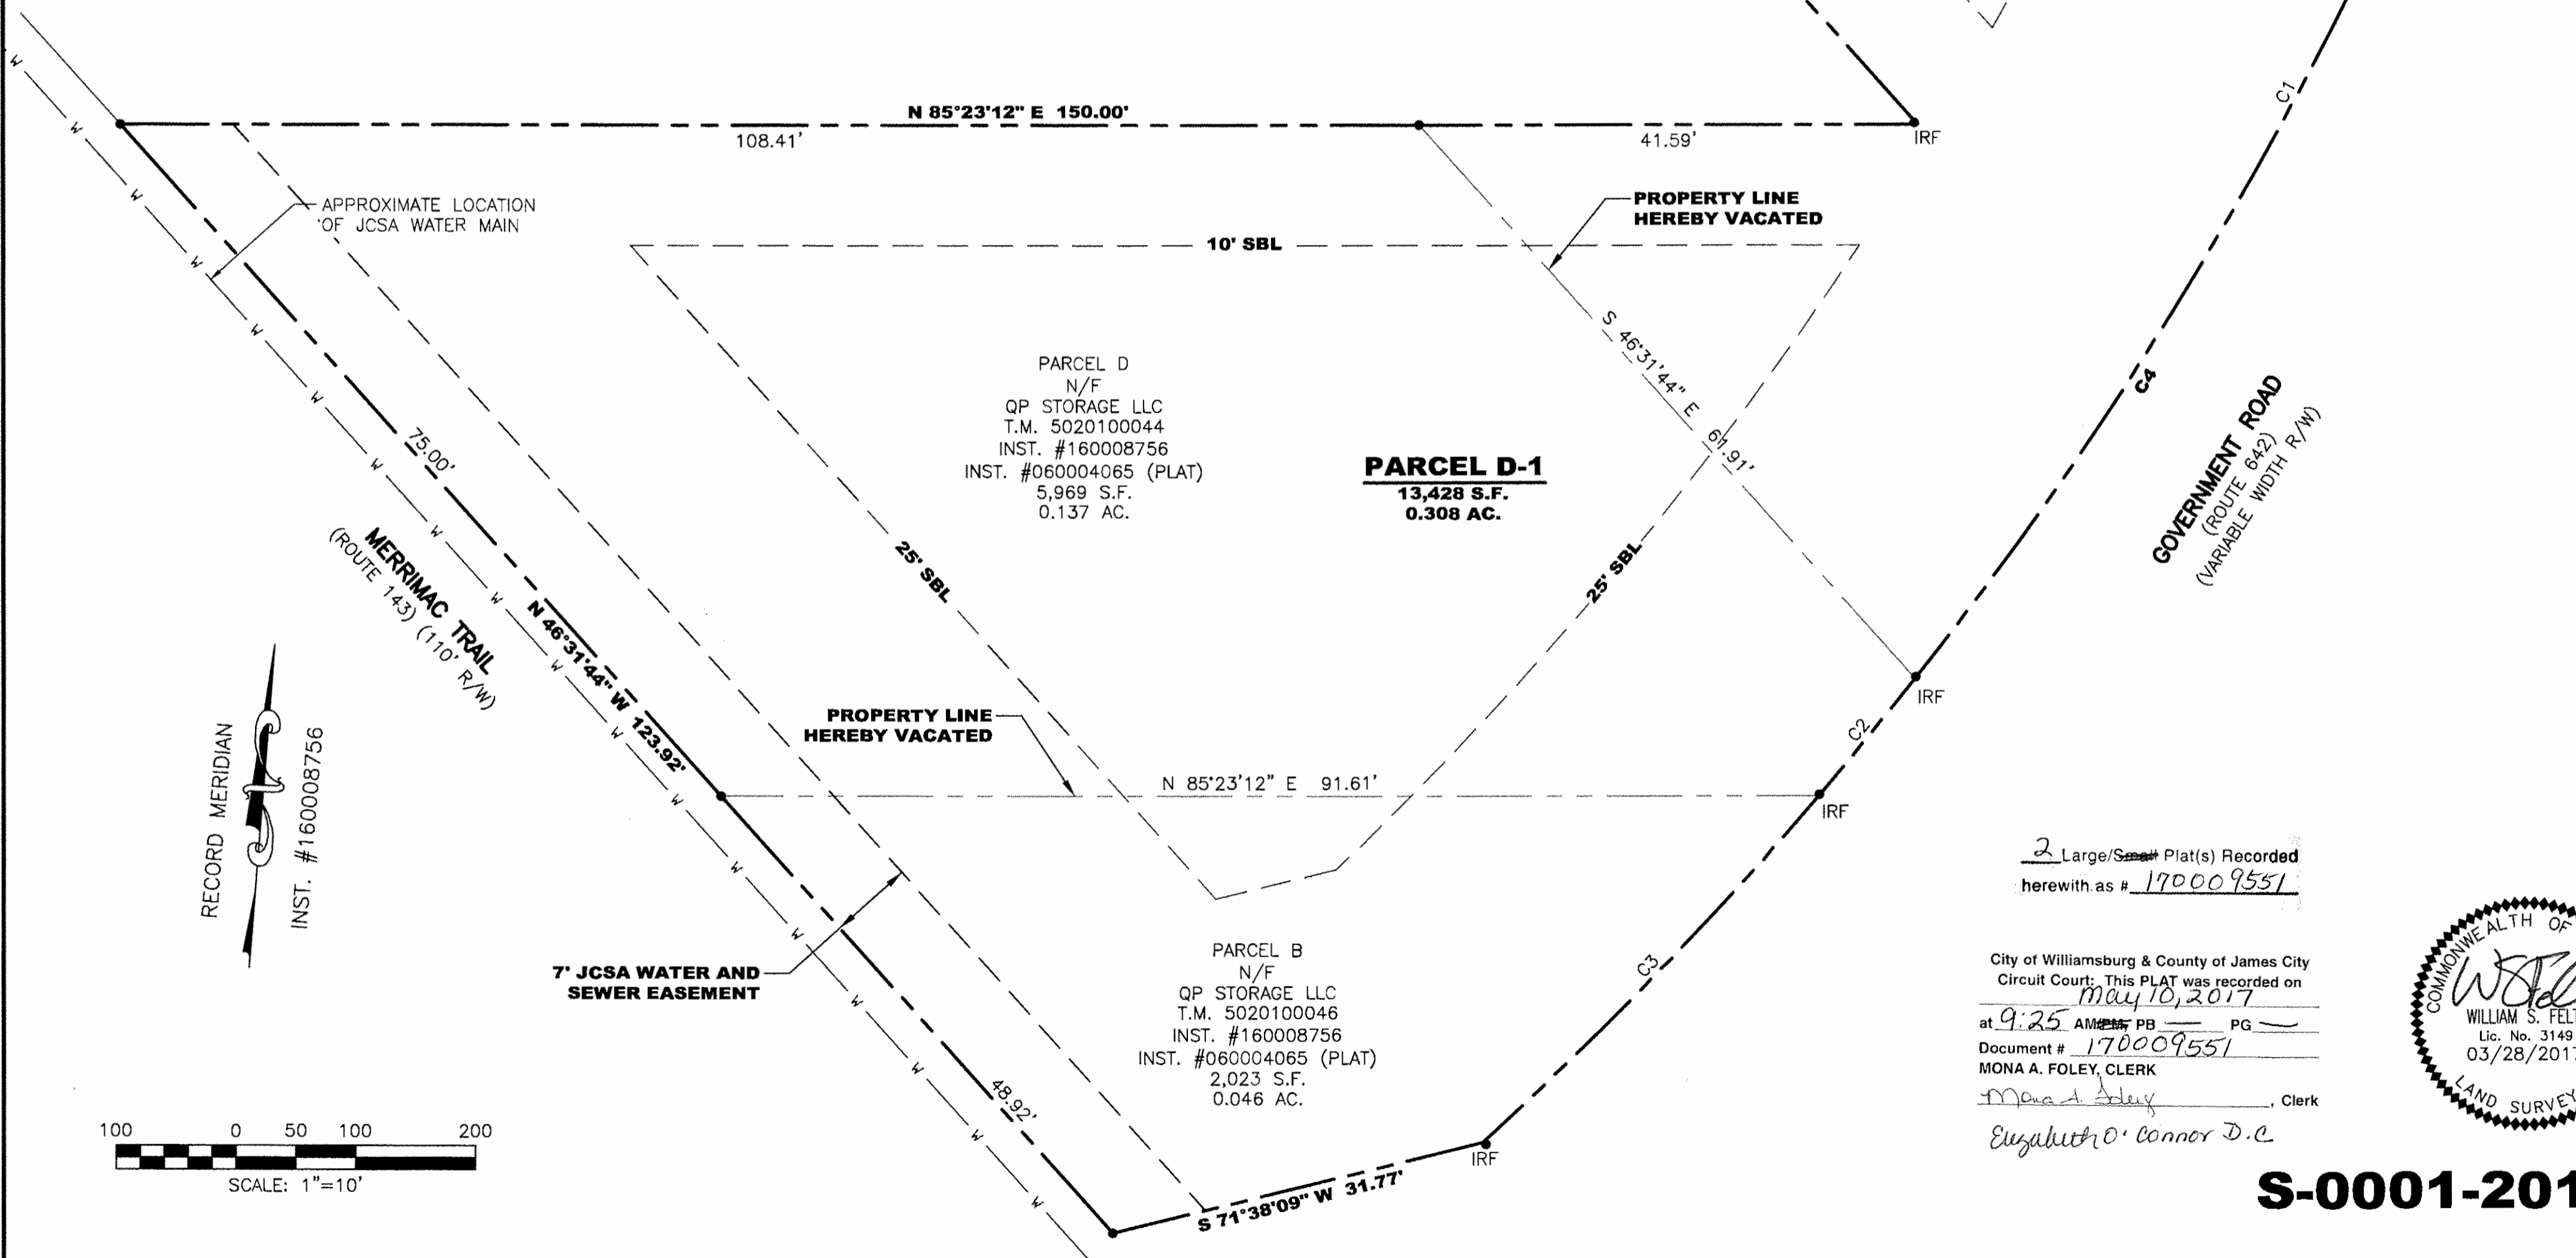 N 85°23'12" E 150.00'
108.41'
41.59'
IRF
C1
APPROXIMATE LOCATION
OF JCSA WATER MAIN
PROPERTY LINE
HEREBY VACATED
10' SBL
S 46°31'44" E 61.91'
C4
GOVERNMENT ROAD
(ROUTE 642)
(VARIABLE WIDTH R/W)
PARCEL D
N/F
QP STORAGE LLC
T.M. 5020100044
INST. #160008756
INST. #060004065 (PLAT)
5,969 S.F.
0.137 AC.
PARCEL D-1
13,428 S.F.
0.308 AC.
75.00'
MERRIMAC TRAIL
(ROUTE 143) (110' R/W)
N 46°31'44" W 123.92'
25' SBL
25' SBL
IRF
C2
PROPERTY LINE
HEREBY VACATED
N 85°23'12" E 91.61'
IRF
RECORD MERIDIAN
INST. #160008756
C3
7' JCSA WATER AND
SEWER EASEMENT
PARCEL B
N/F
QP STORAGE LLC
T.M. 5020100046
INST. #160008756
INST. #060004065 (PLAT)
2,023 S.F.
0.046 AC.
48.92'
IRF
S 71°38'09" W 31.77'
W W W W W W W W W W W W W W W W W W W
100 0 50 100 200
SCALE: 1"=10'
2 Large/Small Plat(s) Recorded
herewith as # 170009551
City of Williamsburg & County of James City
Circuit Court: This PLAT was recorded on
May 10, 2017
at 9:25 AM/PM, PB — PG —
Document # 170009551
MONA A. FOLEY, CLERK
Mona A. Foley, Clerk
Elizabeth O'Connor D.C
COMMONWEALTH OF
WILLIAM S. FELT
Lic. No. 3149
03/28/2017
LAND SURVEY
S-0001-201